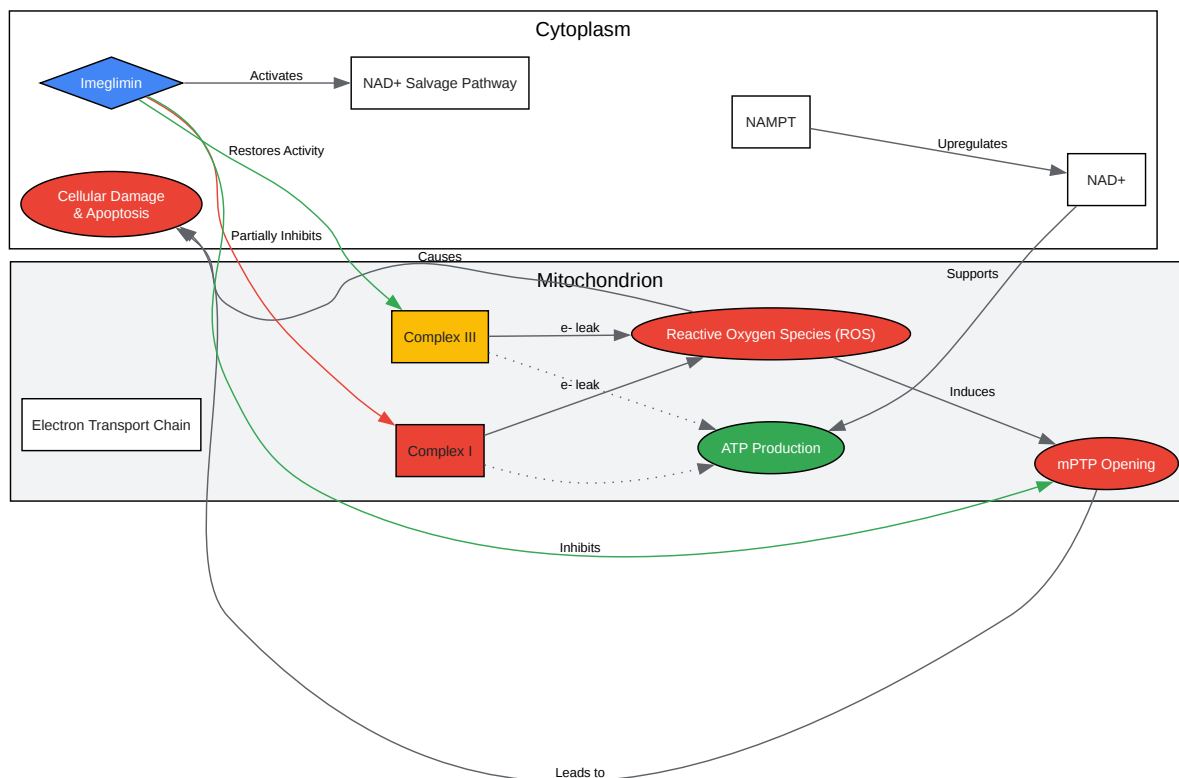 Cytoplasm
Imeglimin
Activates
NAD+ Salvage Pathway
NAMPT
Upregulates
NAD+
Restores Activity
Cellular Damage
& Apoptosis
Partially Inhibits
Causes
Supports
Mitochondrion
Complex III
e- leak
Reactive Oxygen Species (ROS)
e- leak
Induces
Electron Transport Chain
Complex I
ATP Production
mPTP Opening
Inhibits
Leads to